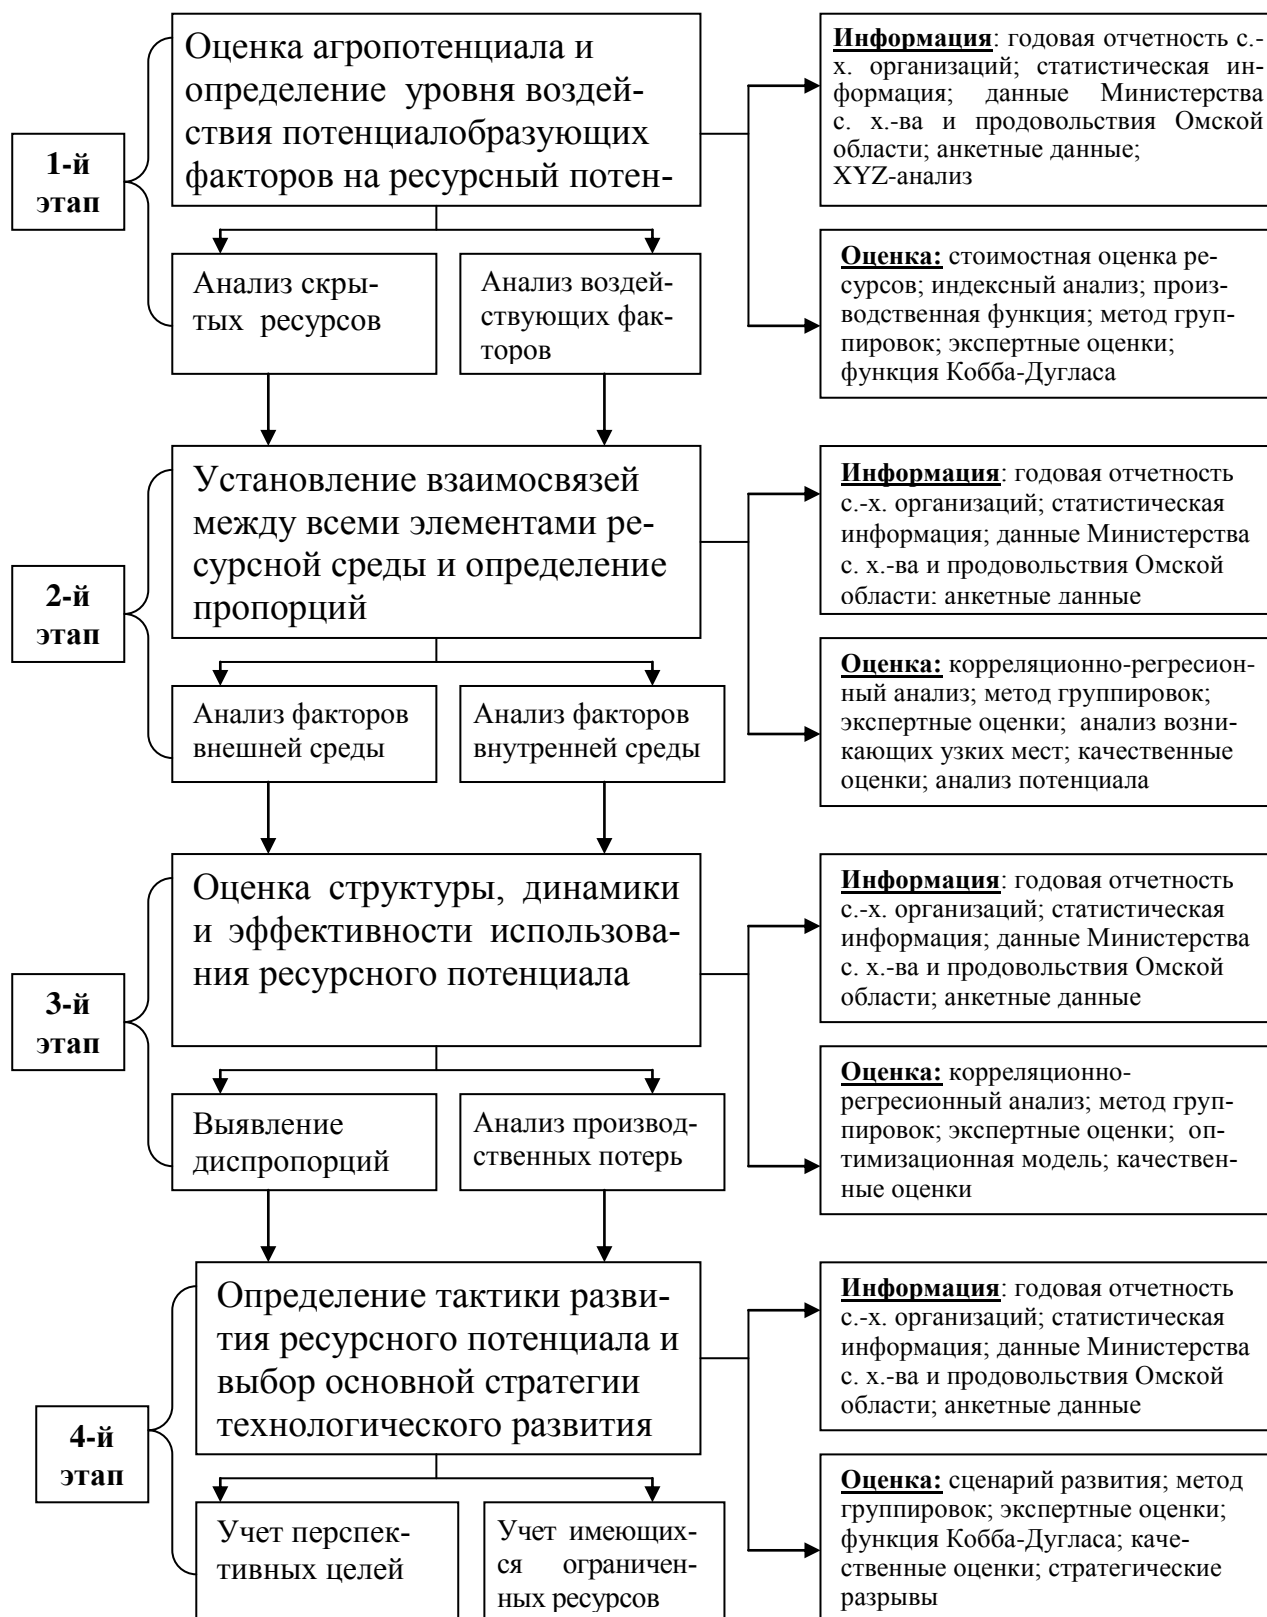 1-й
этап
Оценка агропотенциала и
определение уровня воздей-
ствия потенциалобразующих
факторов на ресурсный потен-
Анализ скры-
тых ресурсов
Анализ воздей-
ствующих фак-
торов
Информация: годовая отчетность с.-
х. организаций; статистическая ин-
формация; данные Министерства
с. х.-ва и продовольствия Омской
области; анкетные данные;
XYZ-анализ
Оценка: стоимостная оценка ре-
сурсов; индексный анализ; произ-
водственная функция; метод груп-
пировок; экспертные оценки;
функция Кобба-Дугласа
2-й
этап
Установление взаимосвязей
между всеми элементами ре-
сурсной среды и определение
пропорций
Анализ факторов
внешней среды
Анализ факторов
внутренней среды
Информация: годовая отчетность
с.-х. организаций; статистическая
информация; данные Министерства
с. х.-ва и продовольствия Омской
области; анкетные данные
Оценка: корреляционно-регресион-
ный анализ; метод группировок;
экспертные оценки; анализ возни-
кающих узких мест; качественные
оценки; анализ потенциала
3-й
этап
Оценка структуры, динамики
и эффективности использова-
ния ресурсного потенциала
Выявление
диспропорций
Анализ производ-
ственных потерь
Информация: годовая отчетность
с.-х. организаций; статистическая
информация; данные Министерства
с. х.-ва и продовольствия Омской
области; анкетные данные
Оценка: корреляционно-
регресионный анализ; метод груп-
пировок; экспертные оценки; оп-
тимизационная модель; качествен-
ные оценки
4-й
этап
Определение тактики разви-
тия ресурсного потенциала и
выбор основной стратегии
технологического развития
Учет перспек-
тивных целей
Учет имеющих-
ся ограничен-
ных ресурсов
Информация: годовая отчетность
с.-х. организаций; статистическая
информация; данные Министерства
с. х.-ва и продовольствия Омской
области; анкетные данные
Оценка: сценарий развития; метод
группировок; экспертные оценки;
функция Кобба-Дугласа; каче-
ственные оценки; стратегические
разрывы